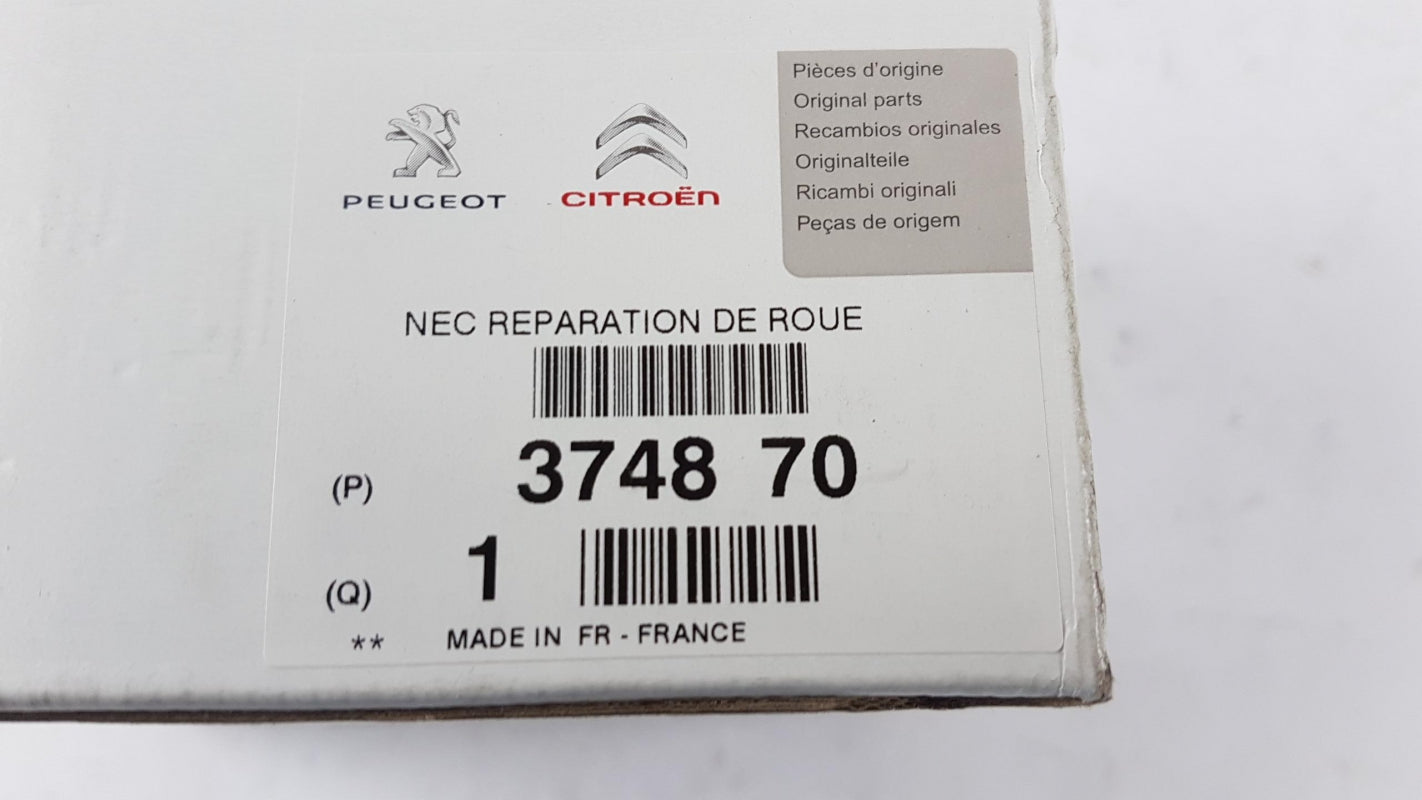 PEUGEOT
CITROËN
Pièces d'origine
Original parts
Recambios originales
Originalteile
Ricambi originali
Peças de origem
NEC REPARATION DE ROUE
(P) 3748 70
(Q) 1
** MADE IN FR - FRANCE